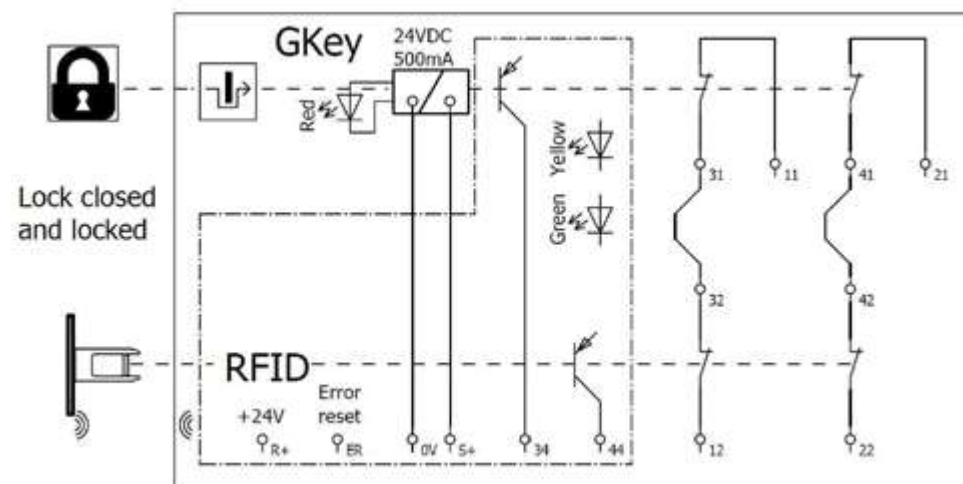 GKey
24VDC
500mA
Red
Yellow
Green
31
11
41
21
Lock closed
and locked
32
42
RFID
Error
reset
+24V
R+
ER
0V
S+
34
44
12
22